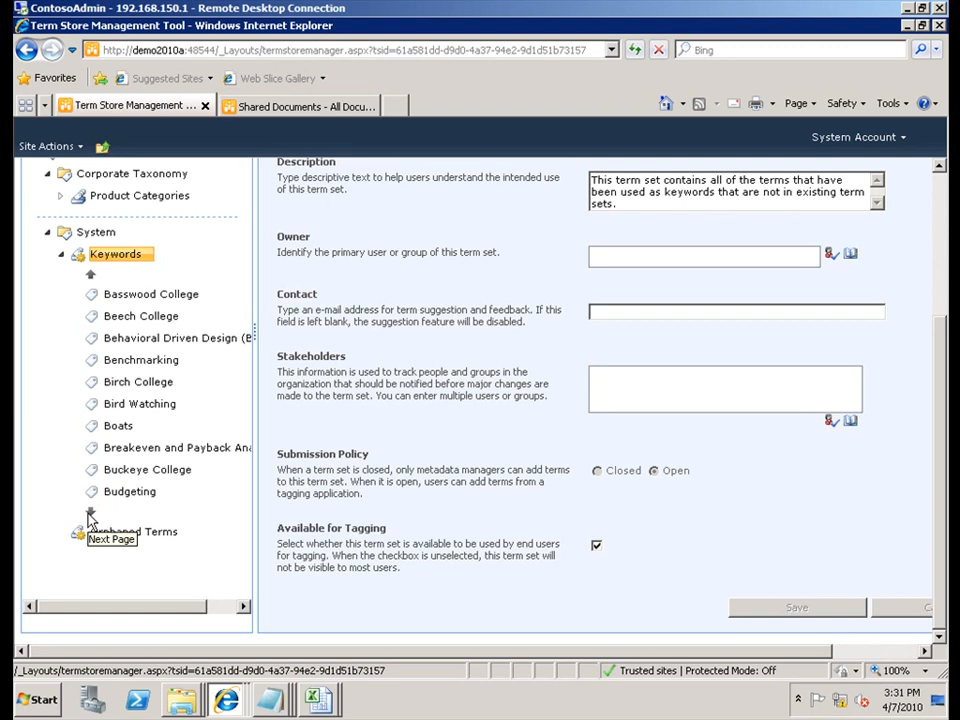 ContosoAdmin - 192.168.150.1 - Remote Desktop Connection
Term Store Management Tool - Windows Internet Explorer
http://demo2010a:48544/_Layouts/termstoremanager.aspx?tsid=61a581dd-d9d0-4a37-94e2-9d1d51b73157
Bing
Favorites
Suggested Sites
Web Slice Gallery
Term Store Management ...
Shared Documents - All Docu...
Page
Safety
Tools
Site Actions
System Account
Corporate Taxonomy
Product Categories
System
Keywords
Basswood College
Beech College
Behavioral Driven Design (B
Benchmarking
Birch College
Bird Watching
Boats
Breakeven and Payback Ana
Buckeye College
Budgeting
Orphaned Terms
Next Page
Description
Type descriptive text to help users understand the intended use
of this term set.
This term set contains all of the terms that have
been used as keywords that are not in existing term
sets.
Owner
Identify the primary user or group of this term set.
Contact
Type an e-mail address for term suggestion and feedback. If this
field is left blank, the suggestion feature will be disabled.
Stakeholders
This information is used to track people and groups in the
organization that should be notified before major changes are
made to the term set. You can enter multiple users or groups.
Submission Policy
When a term set is closed, only metadata managers can add terms
to this term set. When it is open, users can add terms from a
tagging application.
Closed
Open
Available for Tagging
Select whether this term set is available to be used by end users
for tagging. When the checkbox is unselected, this term set will
not be visible to most users.
Save
C
/_Layouts/termstoremanager.aspx?tsid=61a581dd-d9d0-4a37-94e2-9d1d51b73157
Trusted sites | Protected Mode: Off
100%
Start
3:31 PM
4/7/2010